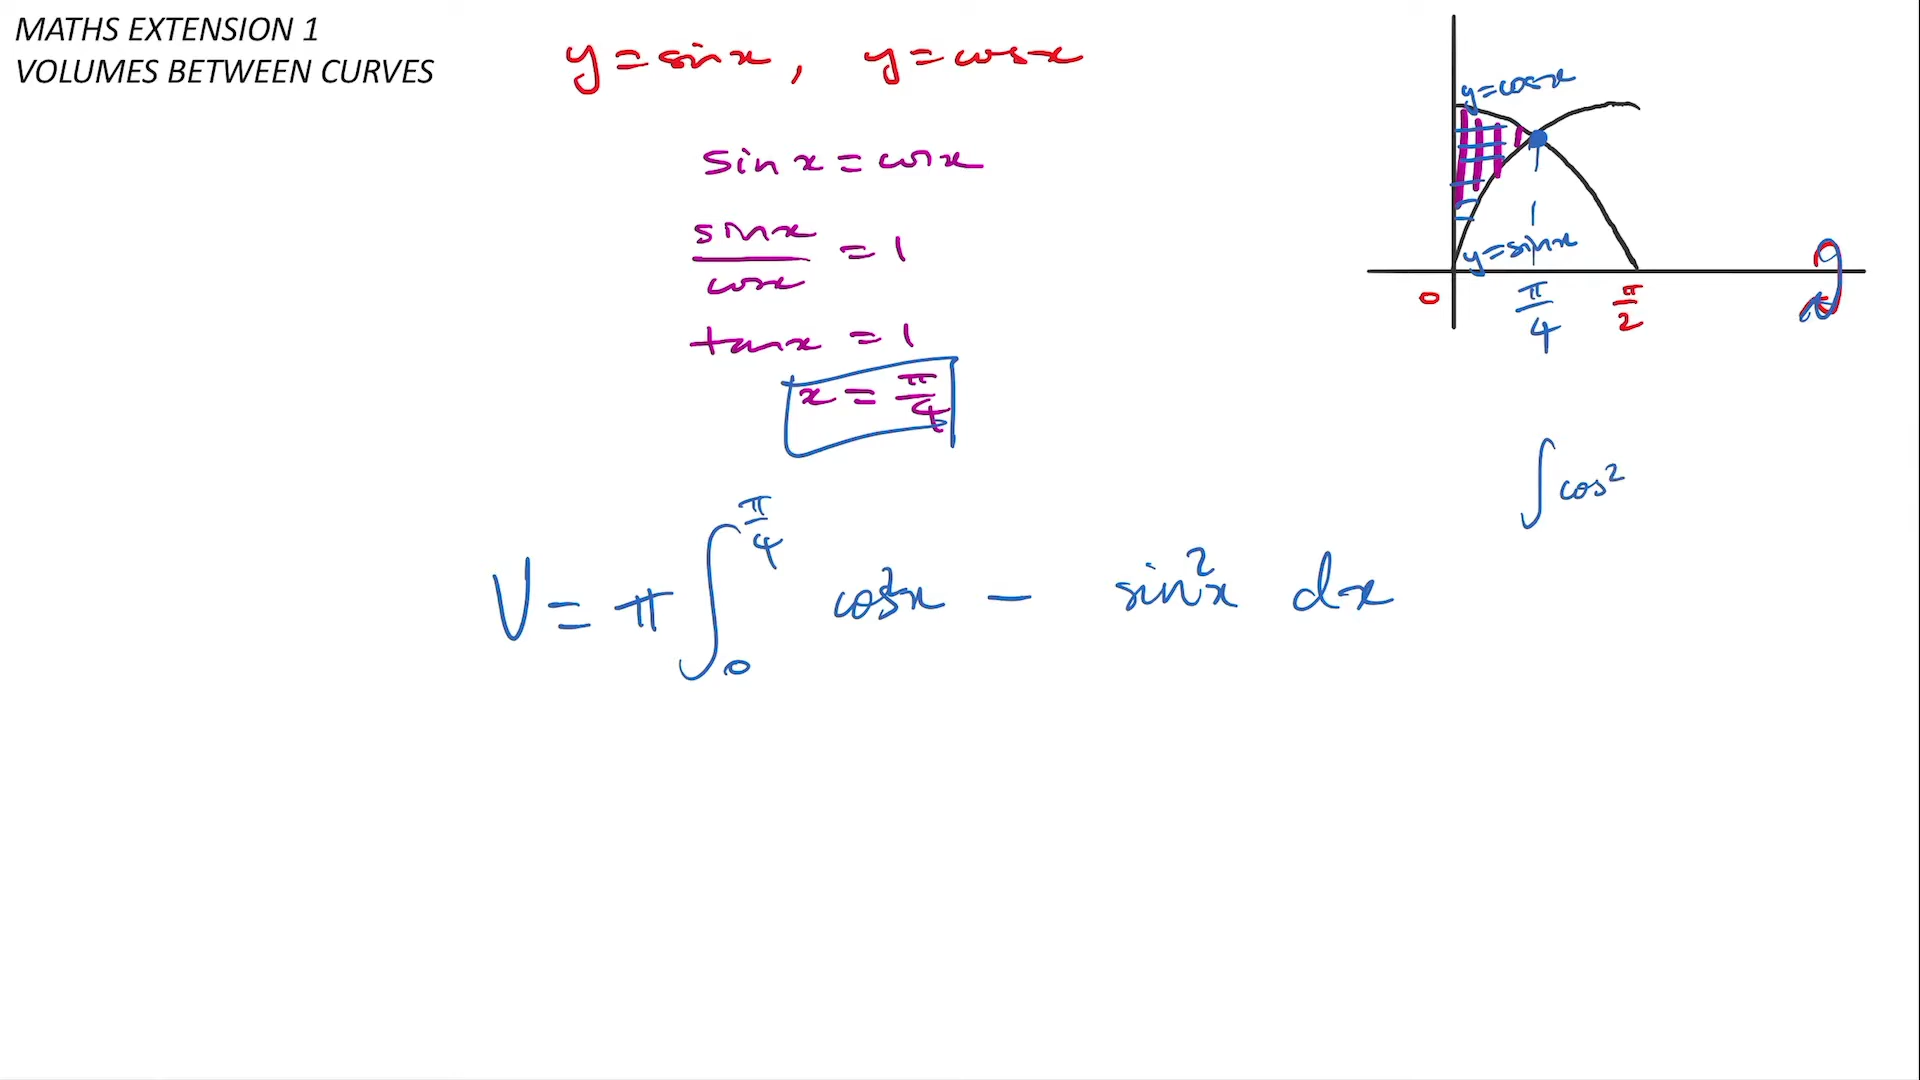 MATHS EXTENSION 1
VOLUMES BETWEEN CURVES
y = sin x , y = cos x
sin x = cos x
sin x / cos x = 1
tan x = 1
x = π/4
V = π ∫₀^(π/4) cos²x − sin²x dx
y = cos x
y = sin x
0
π/4
π/2
∫ cos²